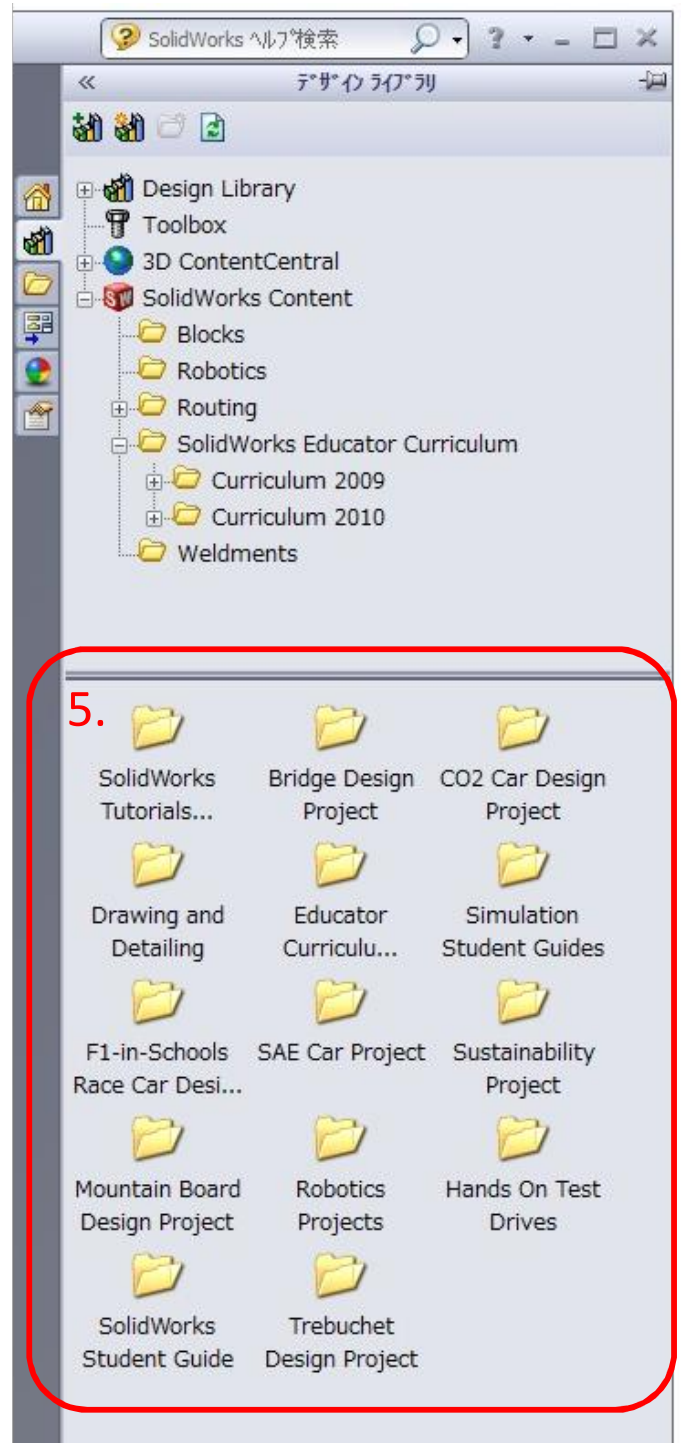 SolidWorks ヘルプ検索
デザイン ライブラリ
Design Library
Toolbox
3D ContentCentral
SolidWorks Content
Blocks
Robotics
Routing
SolidWorks Educator Curriculum
Curriculum 2009
Curriculum 2010
Weldments
5.
SolidWorks Tutorials...
Bridge Design Project
CO2 Car Design Project
Drawing and Detailing
Educator Curriculu...
Simulation Student Guides
F1-in-Schools Race Car Desi...
SAE Car Project
Sustainability Project
Mountain Board Design Project
Robotics Projects
Hands On Test Drives
SolidWorks Student Guide
Trebuchet Design Project